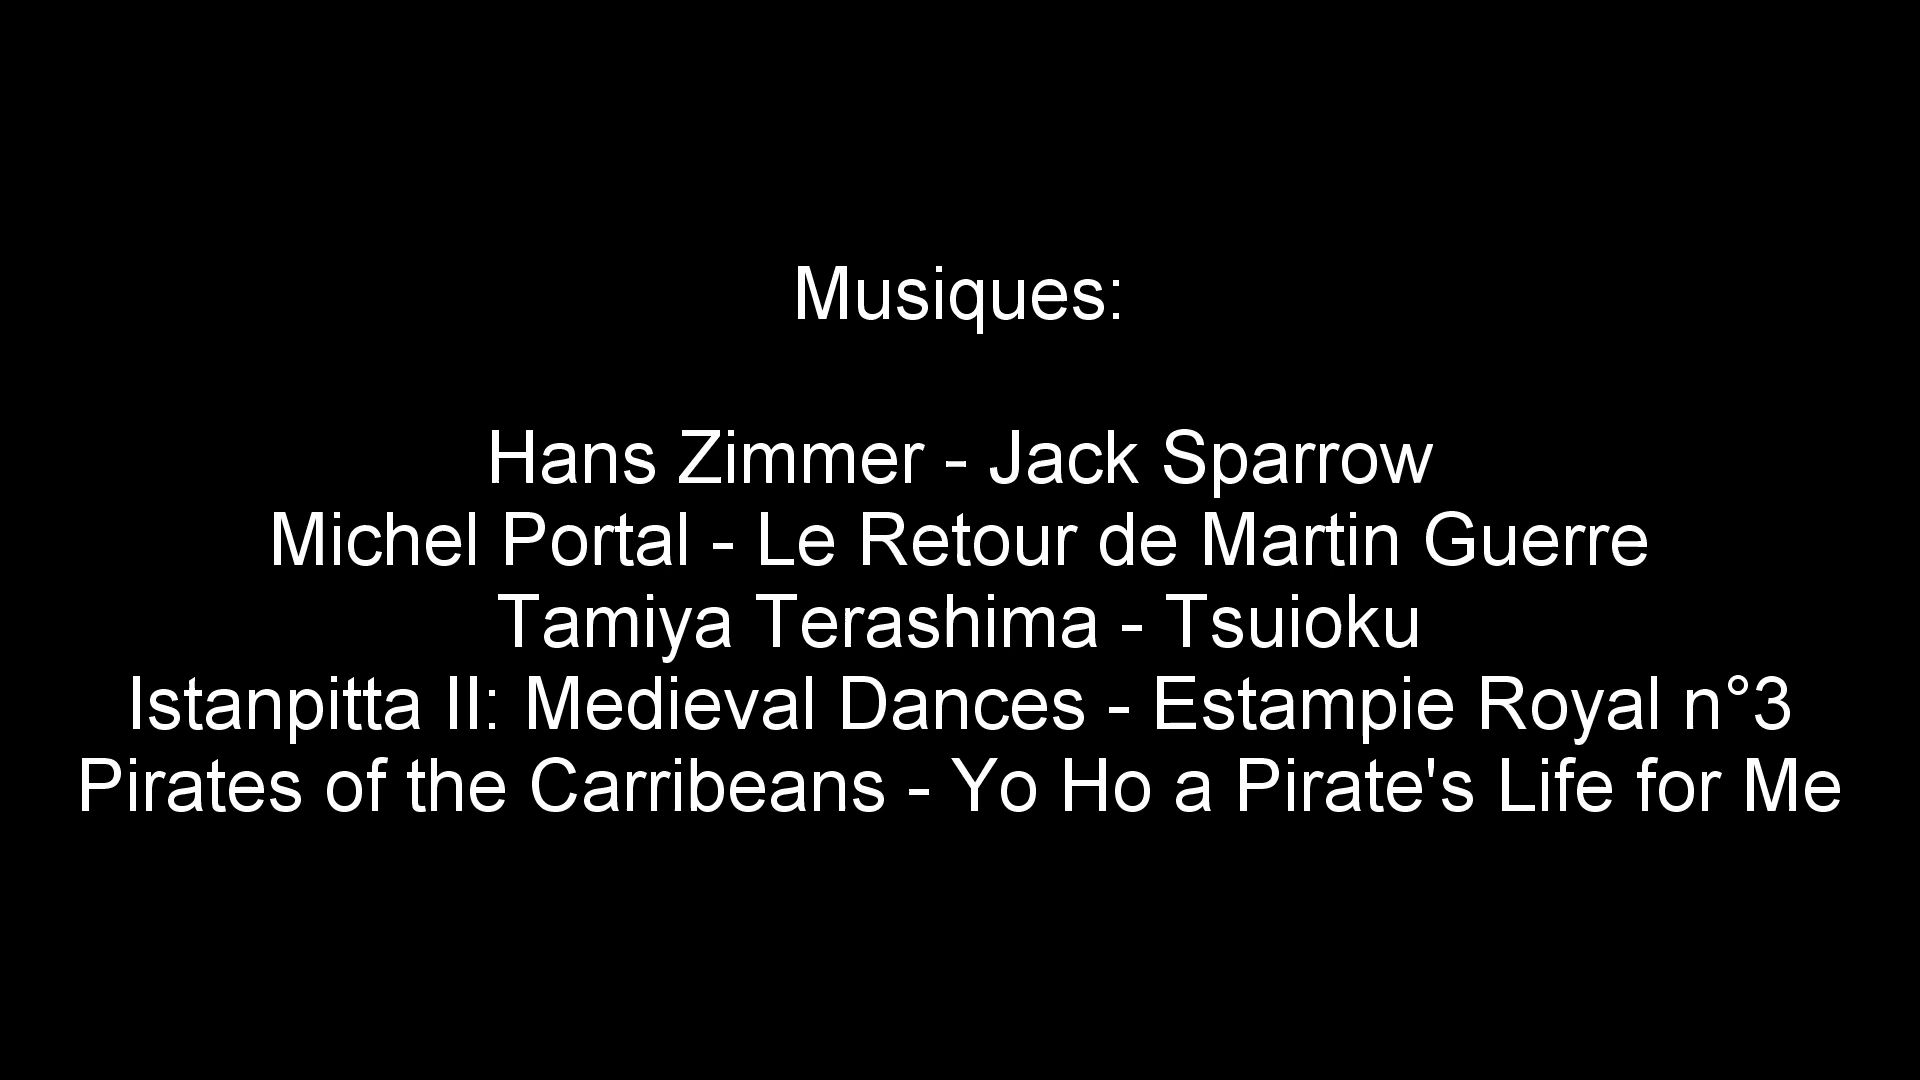 Musiques:
Hans Zimmer - Jack Sparrow
Michel Portal - Le Retour de Martin Guerre
Tamiya Terashima - Tsuioku
Istanpitta II: Medieval Dances - Estampie Royal n°3
Pirates of the Carribeans - Yo Ho a Pirate's Life for Me